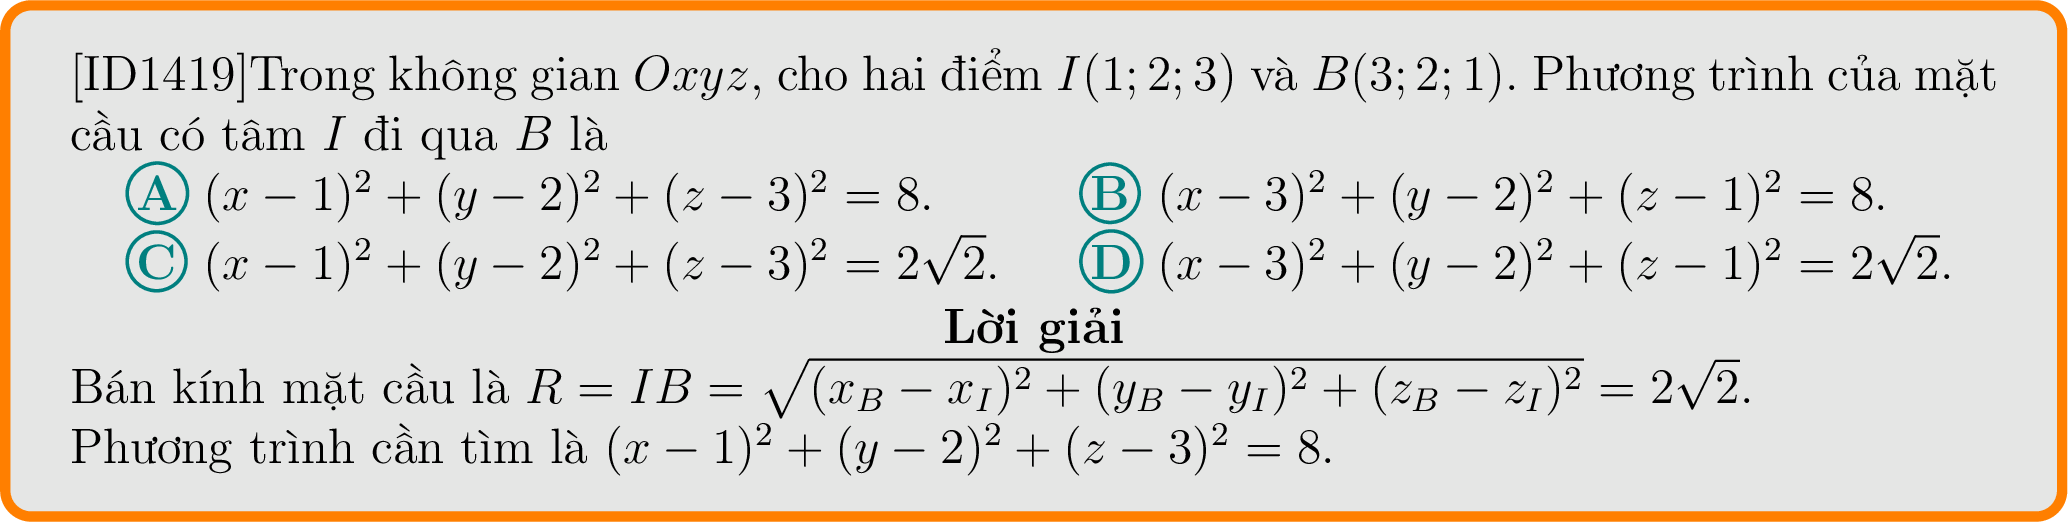 [ID1419]Trong không gian Oxyz, cho hai điểm I(1; 2; 3) và B(3; 2; 1). Phương trình của mặt
cầu có tâm I đi qua B là
A (x − 1)² + (y − 2)² + (z − 3)² = 8. B (x − 3)² + (y − 2)² + (z − 1)² = 8.
C (x − 1)² + (y − 2)² + (z − 3)² = 2√2. D (x − 3)² + (y − 2)² + (z − 1)² = 2√2.
Lời giải
Bán kính mặt cầu là R = IB = √((x_B − x_I)² + (y_B − y_I)² + (z_B − z_I)²) = 2√2.
Phương trình cần tìm là (x − 1)² + (y − 2)² + (z − 3)² = 8.